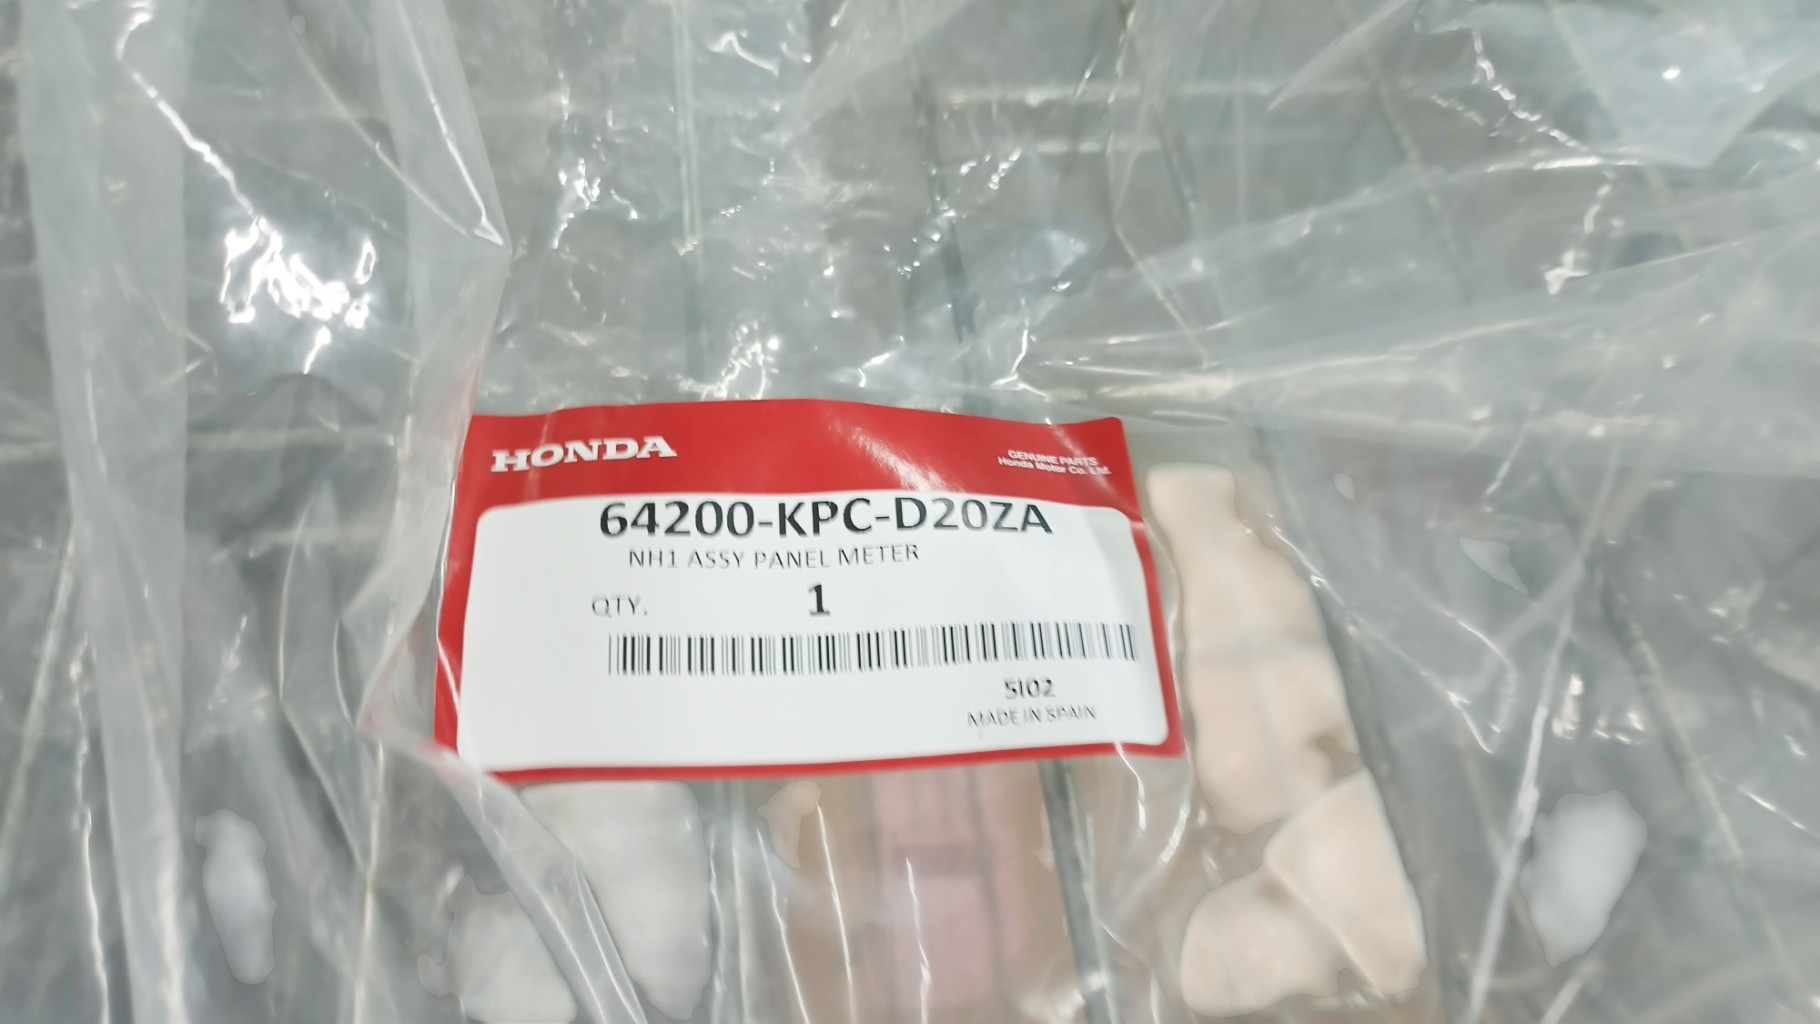 HONDA
GENUINE PARTS
Honda Motor Co., Ltd.
64200-KPC-D20ZA
NH1 ASSY PANEL METER
QTY. 1
5I02
MADE IN SPAIN